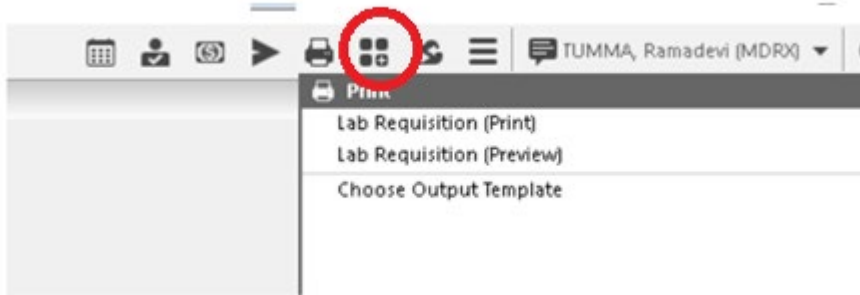 TUMMA, Ramadevi (MDRX)
Print
Lab Requisition (Print)
Lab Requisition (Preview)
Choose Output Template